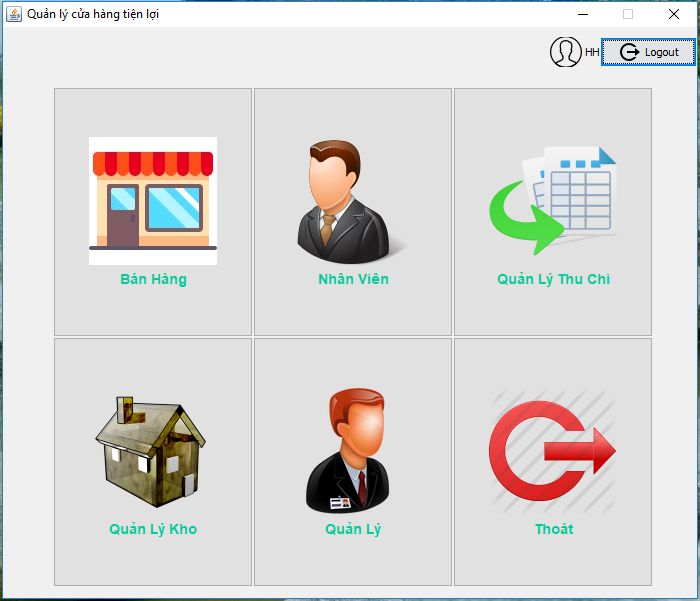 Quản lý cửa hàng tiện lợi
HH Logout
Bán Hàng
Nhân Viên
Quản Lý Thu Chi
Quản Lý Kho
Quản Lý
Thoát